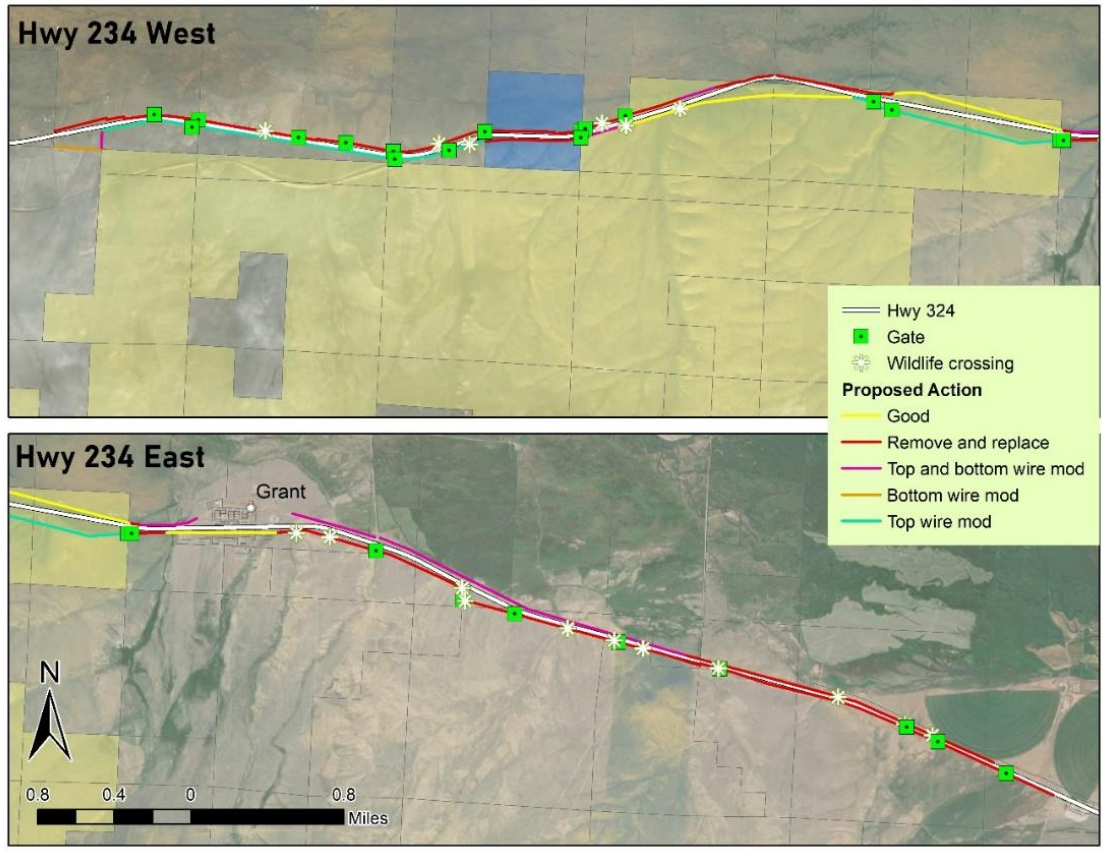 Hwy 234 West
Hwy 324
Gate
Wildlife crossing
Proposed Action
Good
Remove and replace
Top and bottom wire mod
Bottom wire mod
Top wire mod
Hwy 234 East
Grant
N
0.8 0.4 0 0.8
Miles